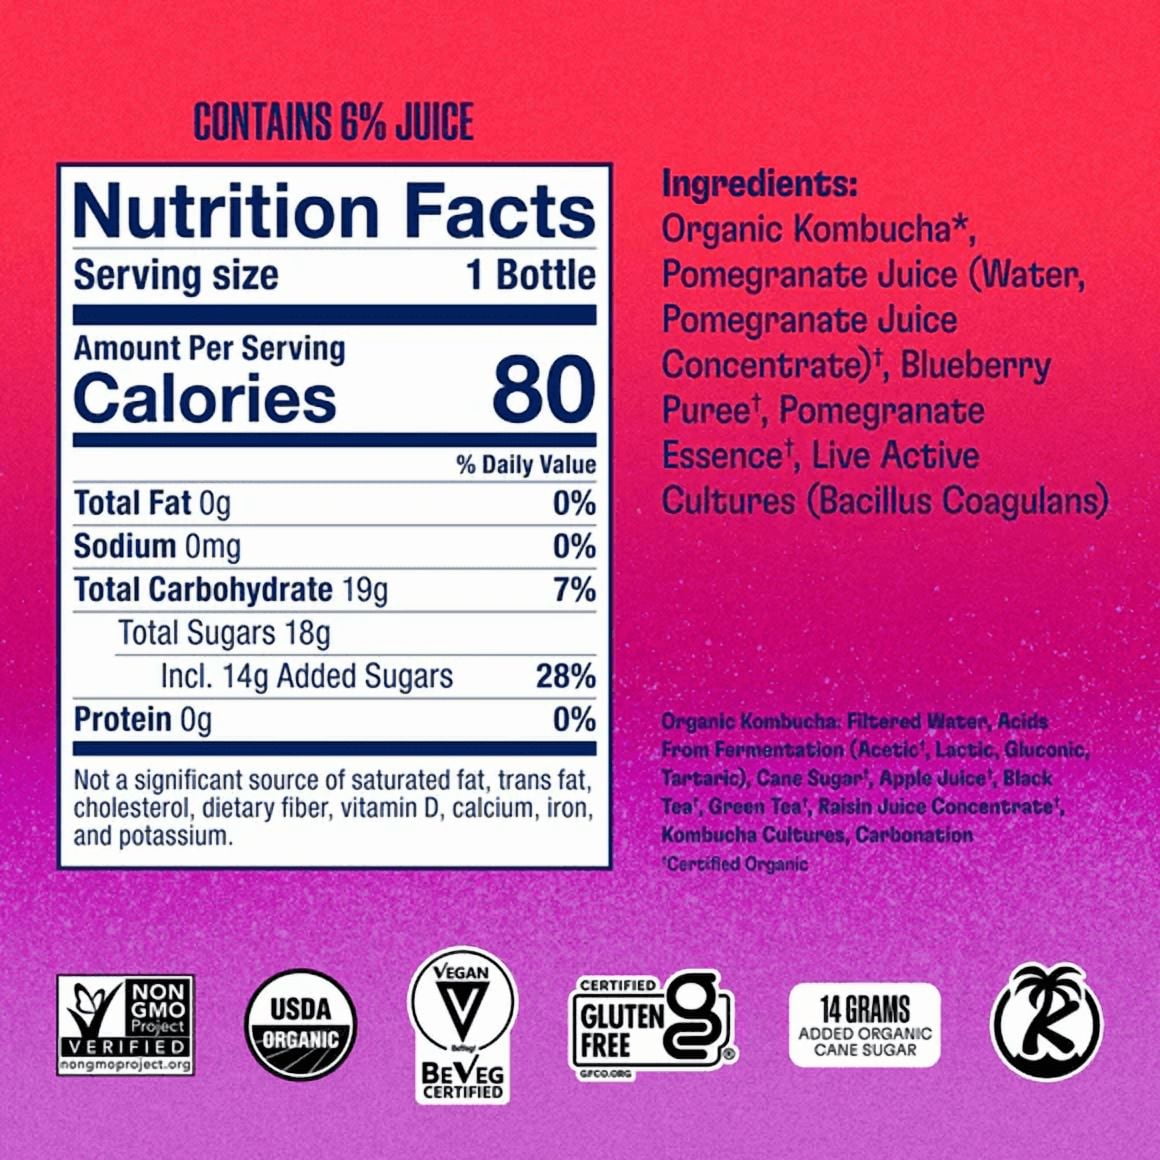 CONTAINS 6% JUICE
Nutrition Facts
Serving size 1 Bottle
Amount Per Serving
Calories 80
% Daily Value
Total Fat 0g 0%
Sodium 0mg 0%
Total Carbohydrate 19g 7%
Total Sugars 18g
Incl. 14g Added Sugars 28%
Protein 0g 0%
Not a significant source of saturated fat, trans fat,
cholesterol, dietary fiber, vitamin D, calcium, iron,
and potassium.
Ingredients:
Organic Kombucha*,
Pomegranate Juice (Water,
Pomegranate Juice
Concentrate)†, Blueberry
Puree†, Pomegranate
Essence†, Live Active
Cultures (Bacillus Coagulans)
Organic Kombucha: Filtered Water, Acids
From Fermentation (Acetic†, Lactic, Gluconic,
Tartaric), Cane Sugar†, Apple Juice†, Black
Tea†, Green Tea†, Raisin Juice Concentrate†,
Kombucha Cultures, Carbonation
†Certified Organic
NON
GMO
Project
VERIFIED
nongmoproject.org
USDA
ORGANIC
VEGAN
V
BeVeg
BEVEG
CERTIFIED
CERTIFIED
GLUTEN
FREE
g
®
GFCO.ORG
14 GRAMS
ADDED ORGANIC
CANE SUGAR
K